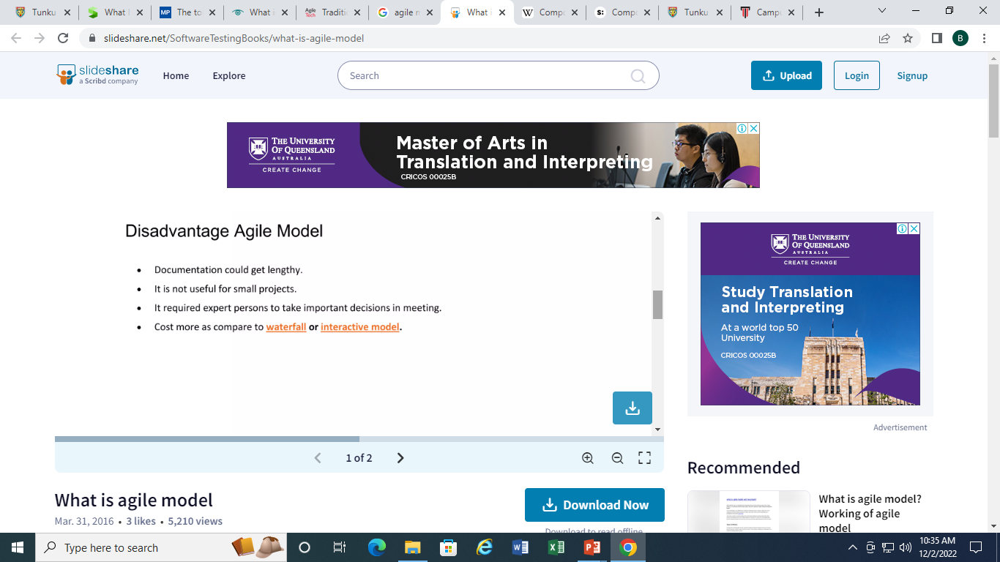 Tunku
What I
MP The to
What i
Agile Tech Traditi
agile n
What i
W Compo
S: Compo
Tunku
Campu
slideshare.net/SoftwareTestingBooks/what-is-agile-model
B
slideshare
a Scribd company
Home
Explore
Search
Upload
Login
Signup
THE UNIVERSITY
OF QUEENSLAND
AUSTRALIA
CREATE CHANGE
Master of Arts in
Translation and Interpreting
CRICOS 00025B
Disadvantage Agile Model
• Documentation could get lengthy.
• It is not useful for small projects.
• It required expert persons to take important decisions in meeting.
• Cost more as compare to waterfall or interactive model.
THE UNIVERSITY
OF QUEENSLAND
AUSTRALIA
CREATE CHANGE
Study Translation
and Interpreting
At a world top 50
University
CRICOS 00025B
Advertisement
1 of 2
What is agile model
Mar. 31, 2016 • 3 likes • 5,210 views
Download Now
Download to read offline
Recommended
What is agile model?
Working of agile
model
Type here to search
10:35 AM
12/2/2022